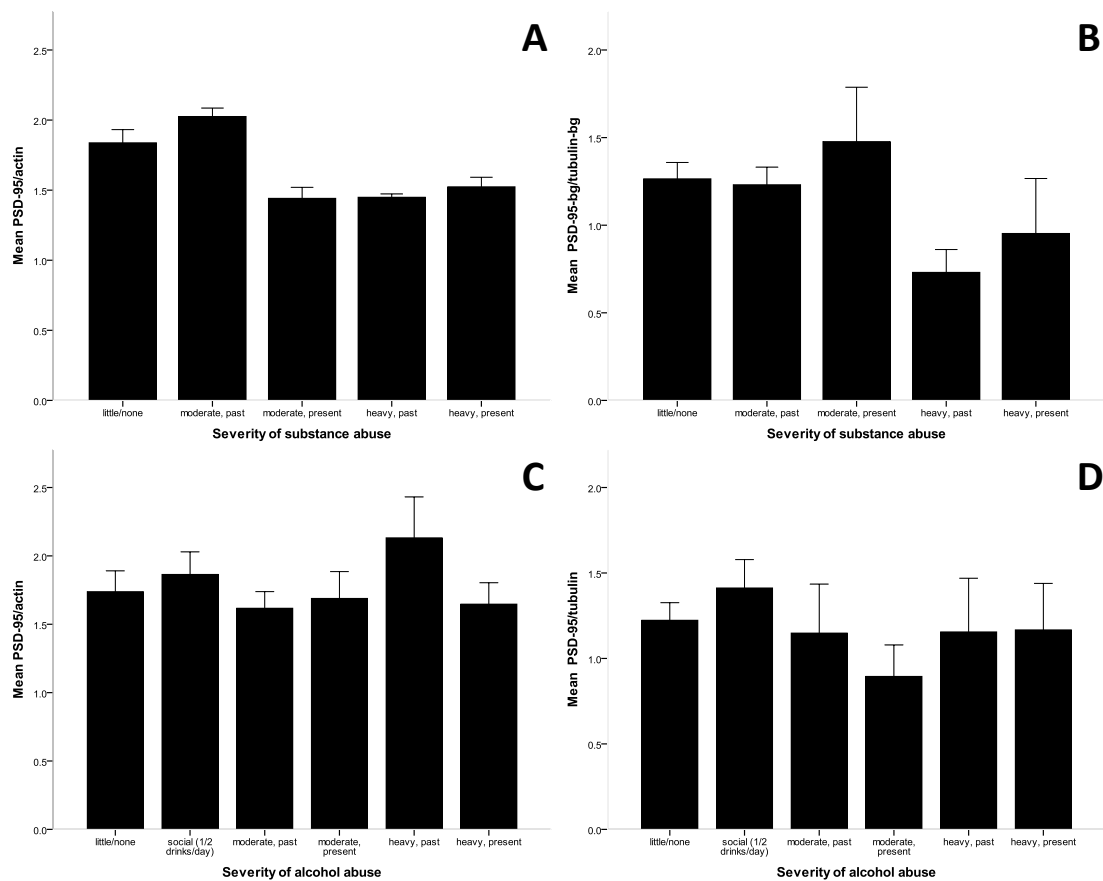 A
Mean PSD-95/actin
2.5
2.0
1.5
1.0
0.5
0.0
little/none
moderate, past
moderate, present
heavy, past
heavy, present
Severity of substance abuse
B
Mean PSD-95-bg/tubulin-bg
2.0
1.5
1.0
0.5
0.0
little/none
moderate, past
moderate, present
heavy, past
heavy, present
Severity of substance abuse
C
Mean PSD-95/actin
2.5
2.0
1.5
1.0
0.5
0.0
little/none
social (1/2
drinks/day)
moderate, past
moderate,
present
heavy, past
heavy, present
Severity of alcohol abuse
D
Mean PSD-95/tubulin
2.0
1.5
1.0
0.5
0.0
little/none
social (1/2
drinks/day)
moderate, past
moderate,
present
heavy, past
heavy, present
Severity of alcohol abuse